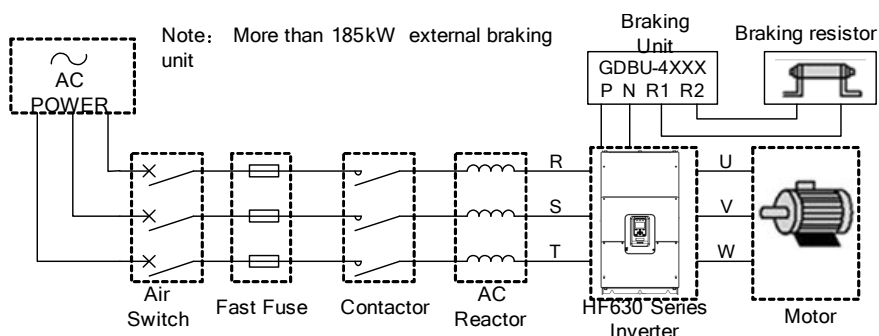 Note: More than 185kW external braking
unit
AC
POWER
Braking
Unit
GDBU-4XXX
P N R1 R2
Braking resistor
R
S
T
U
V
W
Air
Switch
Fast Fuse
Contactor
AC
Reactor
HF630 Series
Inverter
Motor